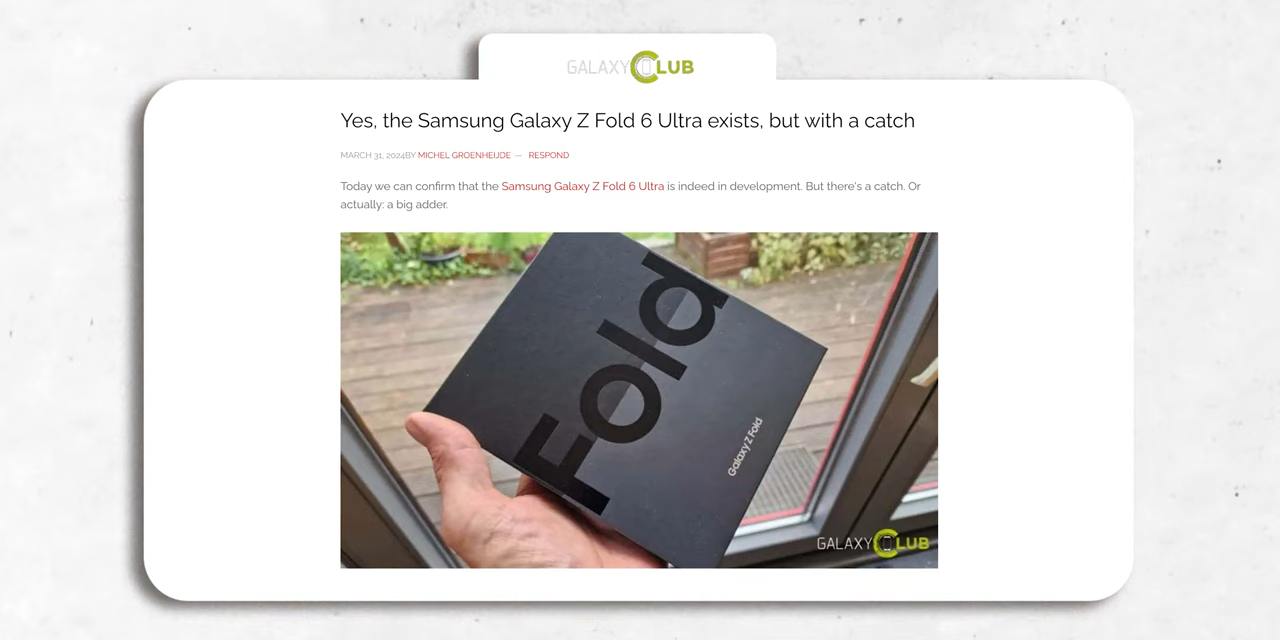 GALAXY CLUB
Yes, the Samsung Galaxy Z Fold 6 Ultra exists, but with a catch
MARCH 31, 2024BY MICHEL GROENHEIJDE — RESPOND
Today we can confirm that the Samsung Galaxy Z Fold 6 Ultra is indeed in development. But there's a catch. Or
actually: a big adder.
Fold
Galaxy Z Fold
GALAXY CLUB